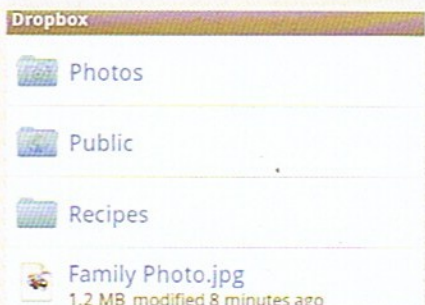 Dropbox
Photos
Public
Recipes
Family Photo.jpg
1.2 MB modified 8 minutes ago